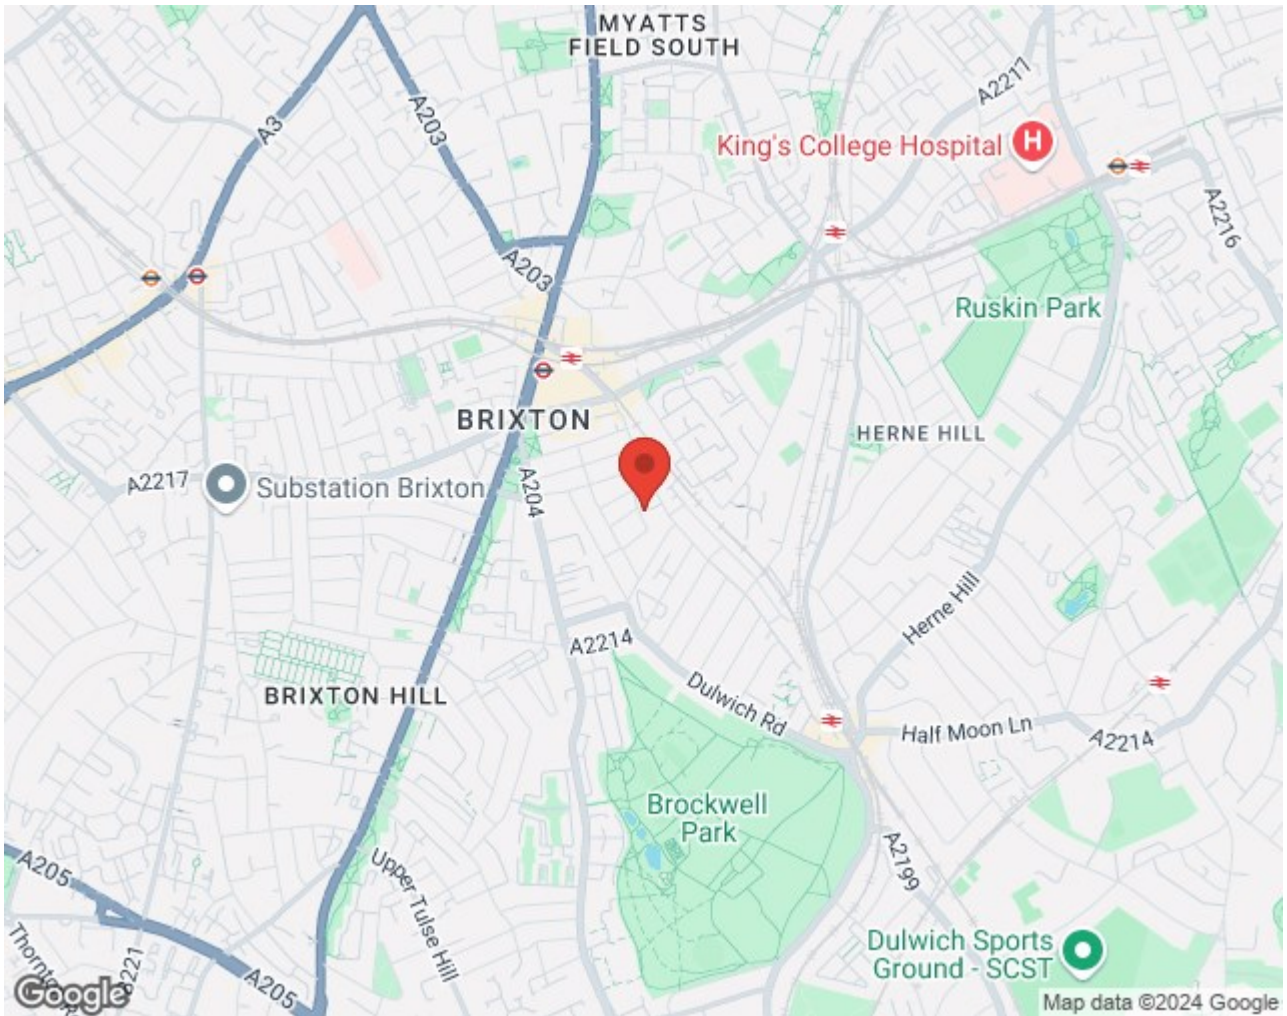 MYATTS
FIELD SOUTH
A2217
A3
A203
King's College Hospital
H
A2216
A203
Ruskin Park
BRIXTON
HERNE HILL
A2217
Substation Brixton
A204
Herne Hill
A2214
BRIXTON HILL
Dulwich Rd
Half Moon Ln
A2214
Brockwell
Park
A2199
A205
Upper Tulse Hill
Dulwich Sports
Ground - SCST
A205
Google
Map data ©2024 Google